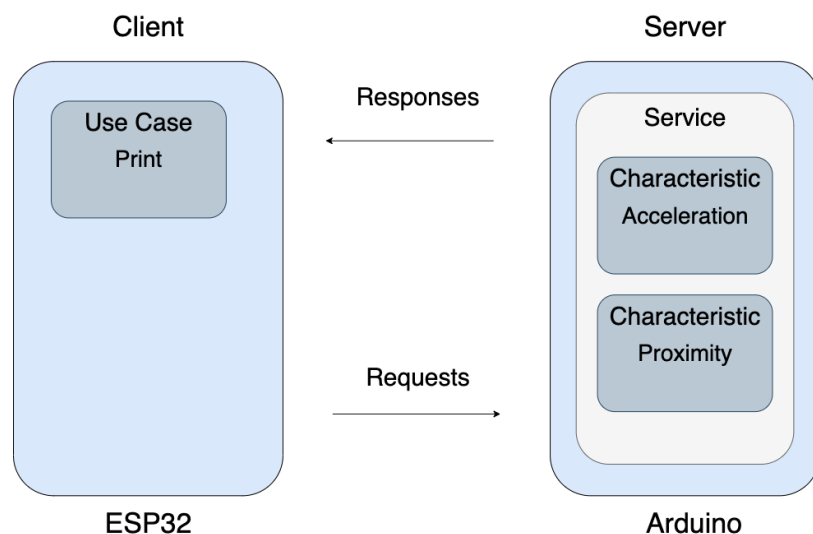 Client
Server
Use Case
Print
Responses
Service
Characteristic
Acceleration
Characteristic
Proximity
Requests
ESP32
Arduino